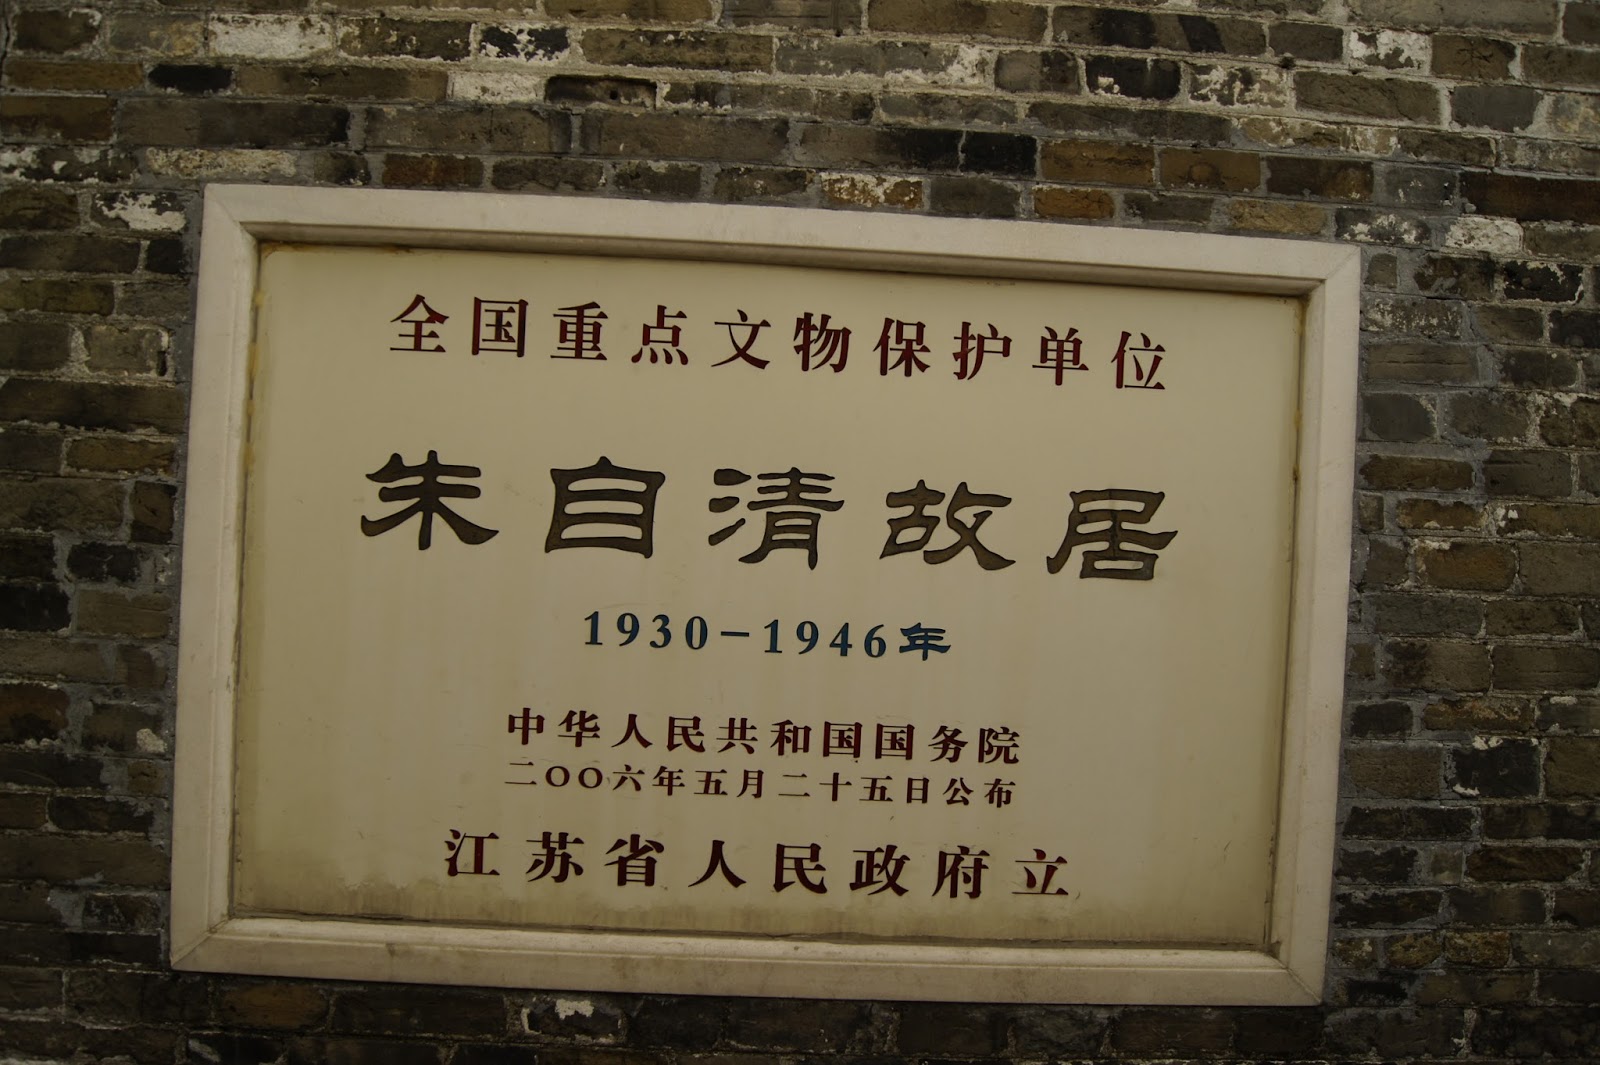 全国重点文物保护单位
朱自清故居
1930-1946年
中华人民共和国国务院
二〇〇六年五月二十五日公布
江苏省人民政府立